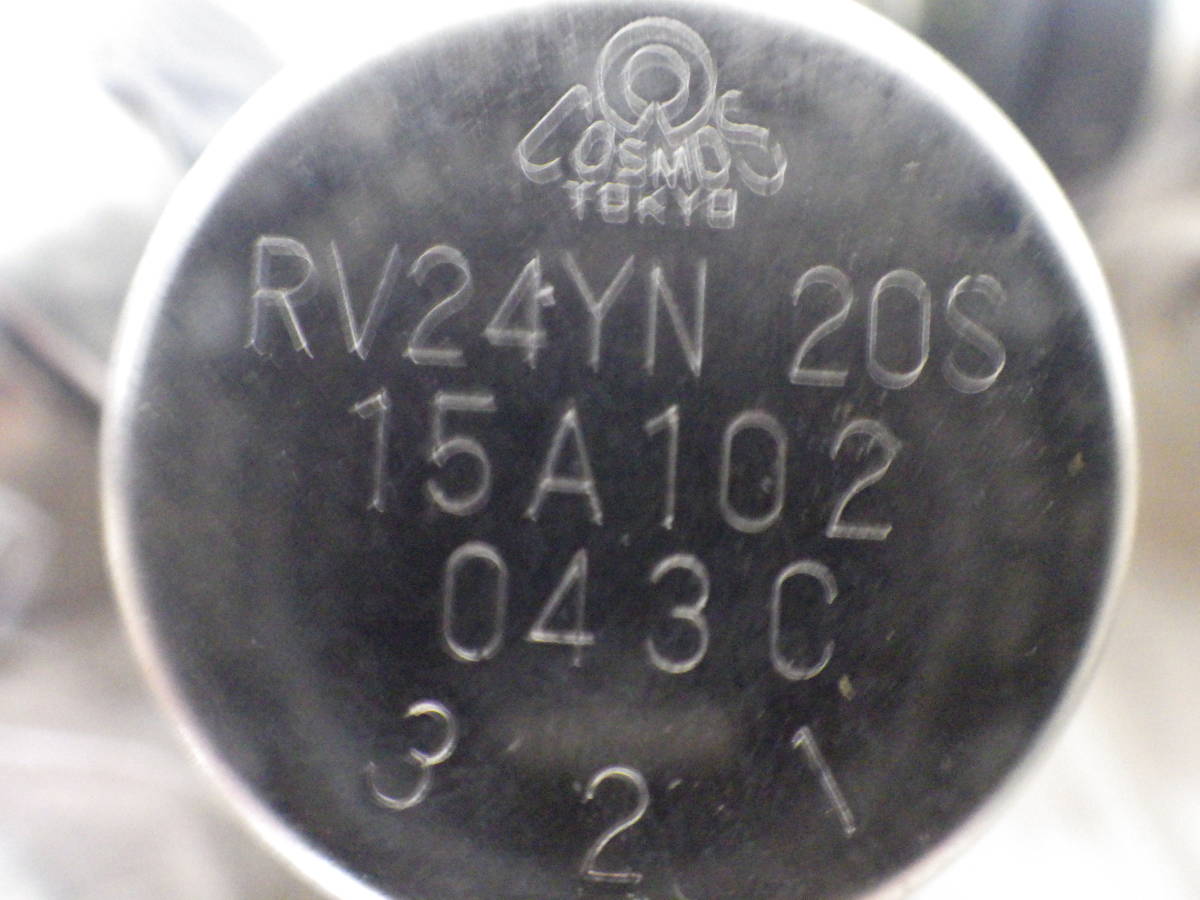 COSMOS
TOKYO
RV24YN 20S
15A102
043C
3 2 1